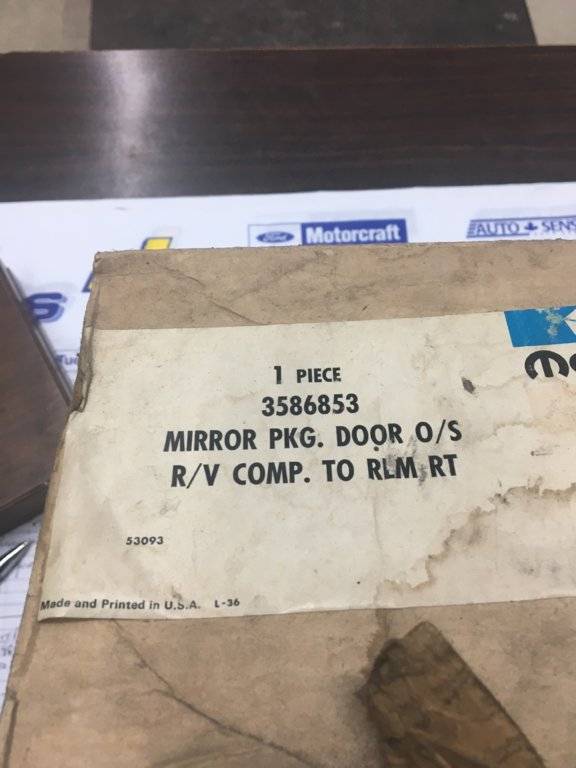 Ford Motorcraft
AUTO + SENS
1 PIECE
3586853
MIRROR PKG. DOOR O/S
R/V COMP. TO RLM RT
53093
Made and Printed in U.S.A. L-36